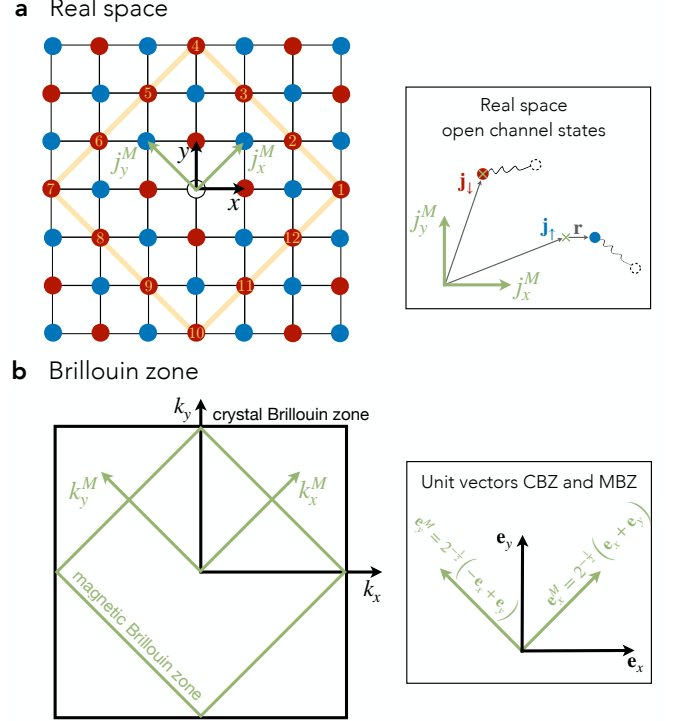 a Real space
4
5 3
6 2
y
j_y^M j_x^M
7 1
x
8 12
9 11
10
Real space
open channel states
j↓
j_y^M
j↑ r
j_x^M
b Brillouin zone
k_y crystal Brillouin zone
k_y^M k_x^M
k_x
magnetic Brillouin zone
Unit vectors CBZ and MBZ
e_y^M = 2^{-1/2}(-e_x + e_y)
e_y
e_x^M = 2^{-1/2}(e_x + e_y)
e_x